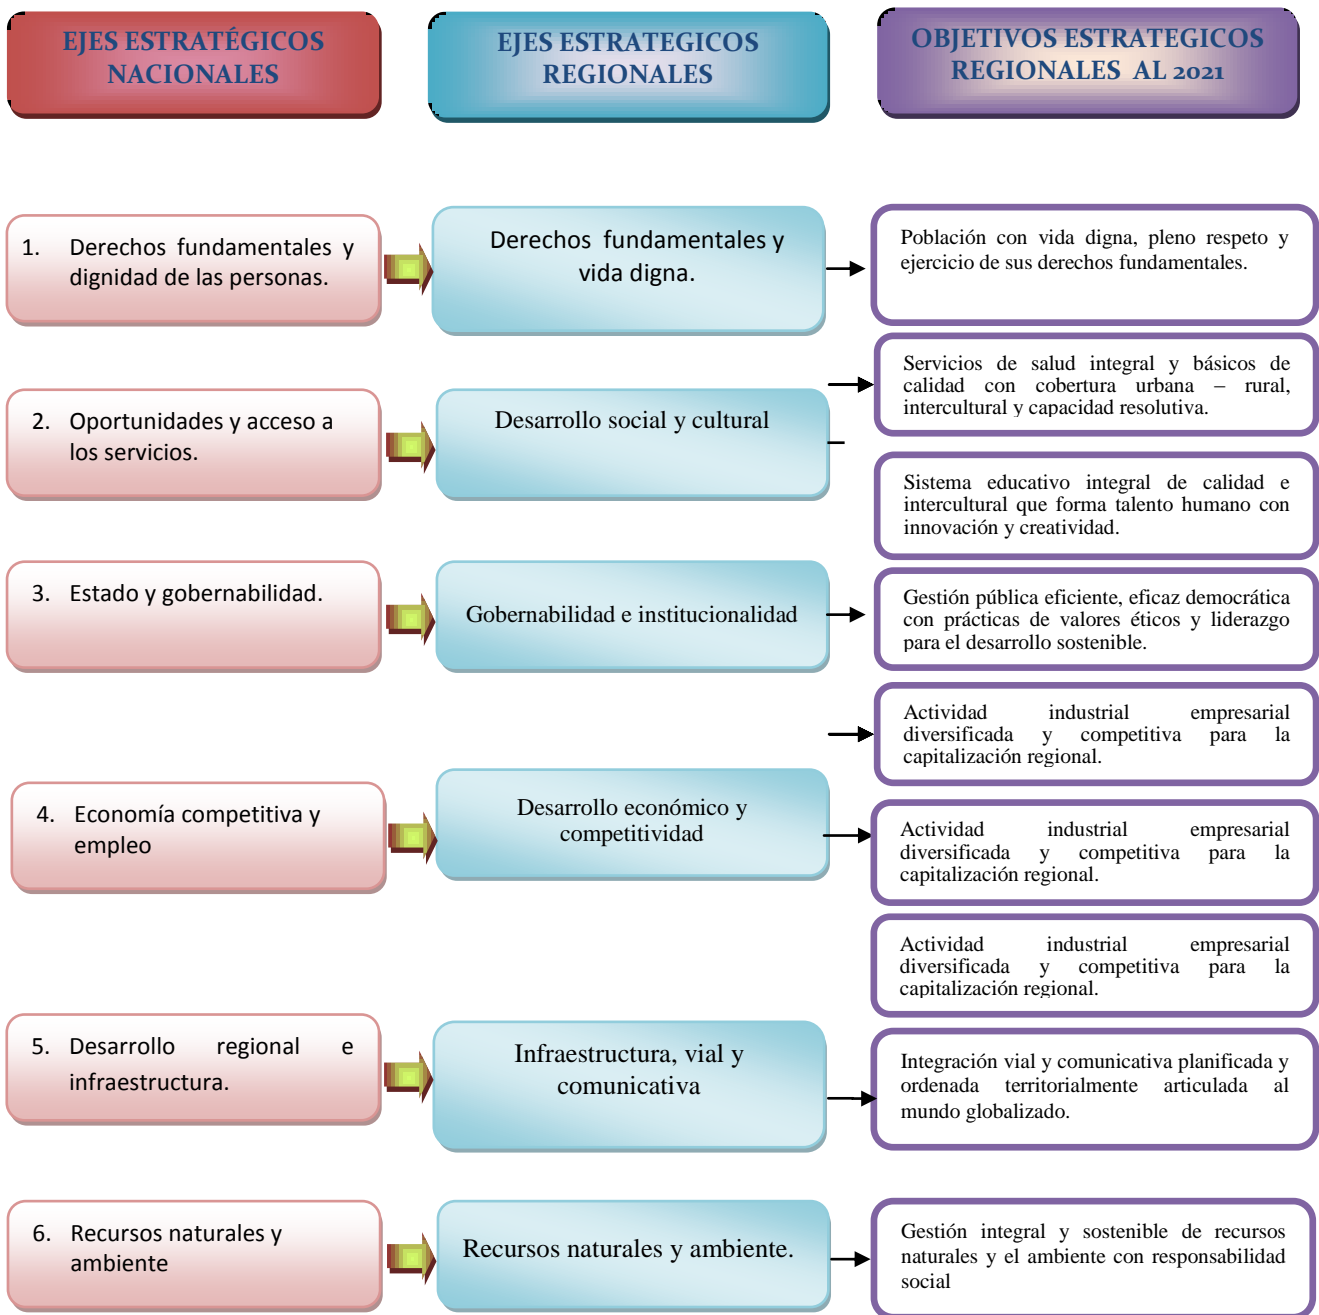 EJES ESTRATÉGICOS
NACIONALES
EJES ESTRATEGICOS
REGIONALES
OBJETIVOS ESTRATEGICOS
REGIONALES AL 2021
1. Derechos fundamentales y
dignidad de las personas.
Derechos fundamentales y
vida digna.
Población con vida digna, pleno respeto y
ejercicio de sus derechos fundamentales.
2. Oportunidades y acceso a
los servicios.
Desarrollo social y cultural
Servicios de salud integral y básicos de
calidad con cobertura urbana – rural,
intercultural y capacidad resolutiva.
Sistema educativo integral de calidad e
intercultural que forma talento humano con
innovación y creatividad.
3. Estado y gobernabilidad.
Gobernabilidad e institucionalidad
Gestión pública eficiente, eficaz democrática
con prácticas de valores éticos y liderazgo
para el desarrollo sostenible.
4. Economía competitiva y
empleo
Desarrollo económico y
competitividad
Actividad industrial empresarial
diversificada y competitiva para la
capitalización regional.
Actividad industrial empresarial
diversificada y competitiva para la
capitalización regional.
Actividad industrial empresarial
diversificada y competitiva para la
capitalización regional.
5. Desarrollo regional e
infraestructura.
Infraestructura, vial y
comunicativa
Integración vial y comunicativa planificada y
ordenada territorialmente articulada al
mundo globalizado.
6. Recursos naturales y
ambiente
Recursos naturales y ambiente.
Gestión integral y sostenible de recursos
naturales y el ambiente con responsabilidad
social